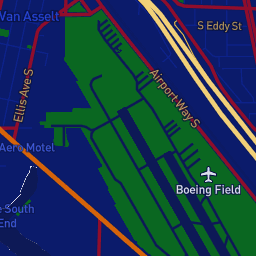 Van Asselt
S Eddy St
Ellis Ave S
Airport Way S
Aero Motel
Boeing Field
e South
End